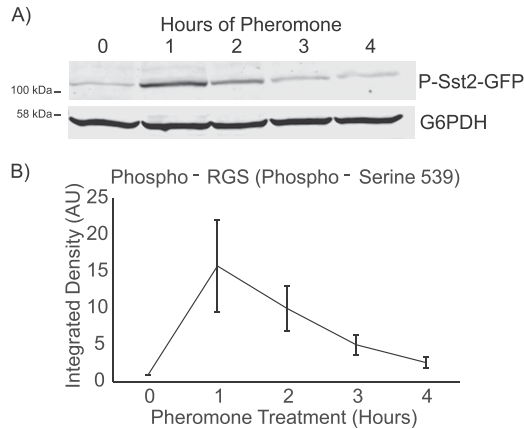 A)
Hours of Pheromone
0 1 2 3 4
100 kDa
P-Sst2-GFP
58 kDa
G6PDH
B)
Phospho - RGS (Phospho - Serine 539)
Integrated Density (AU)
25
20
15
10
5
0
0 1 2 3 4
Pheromone Treatment (Hours)